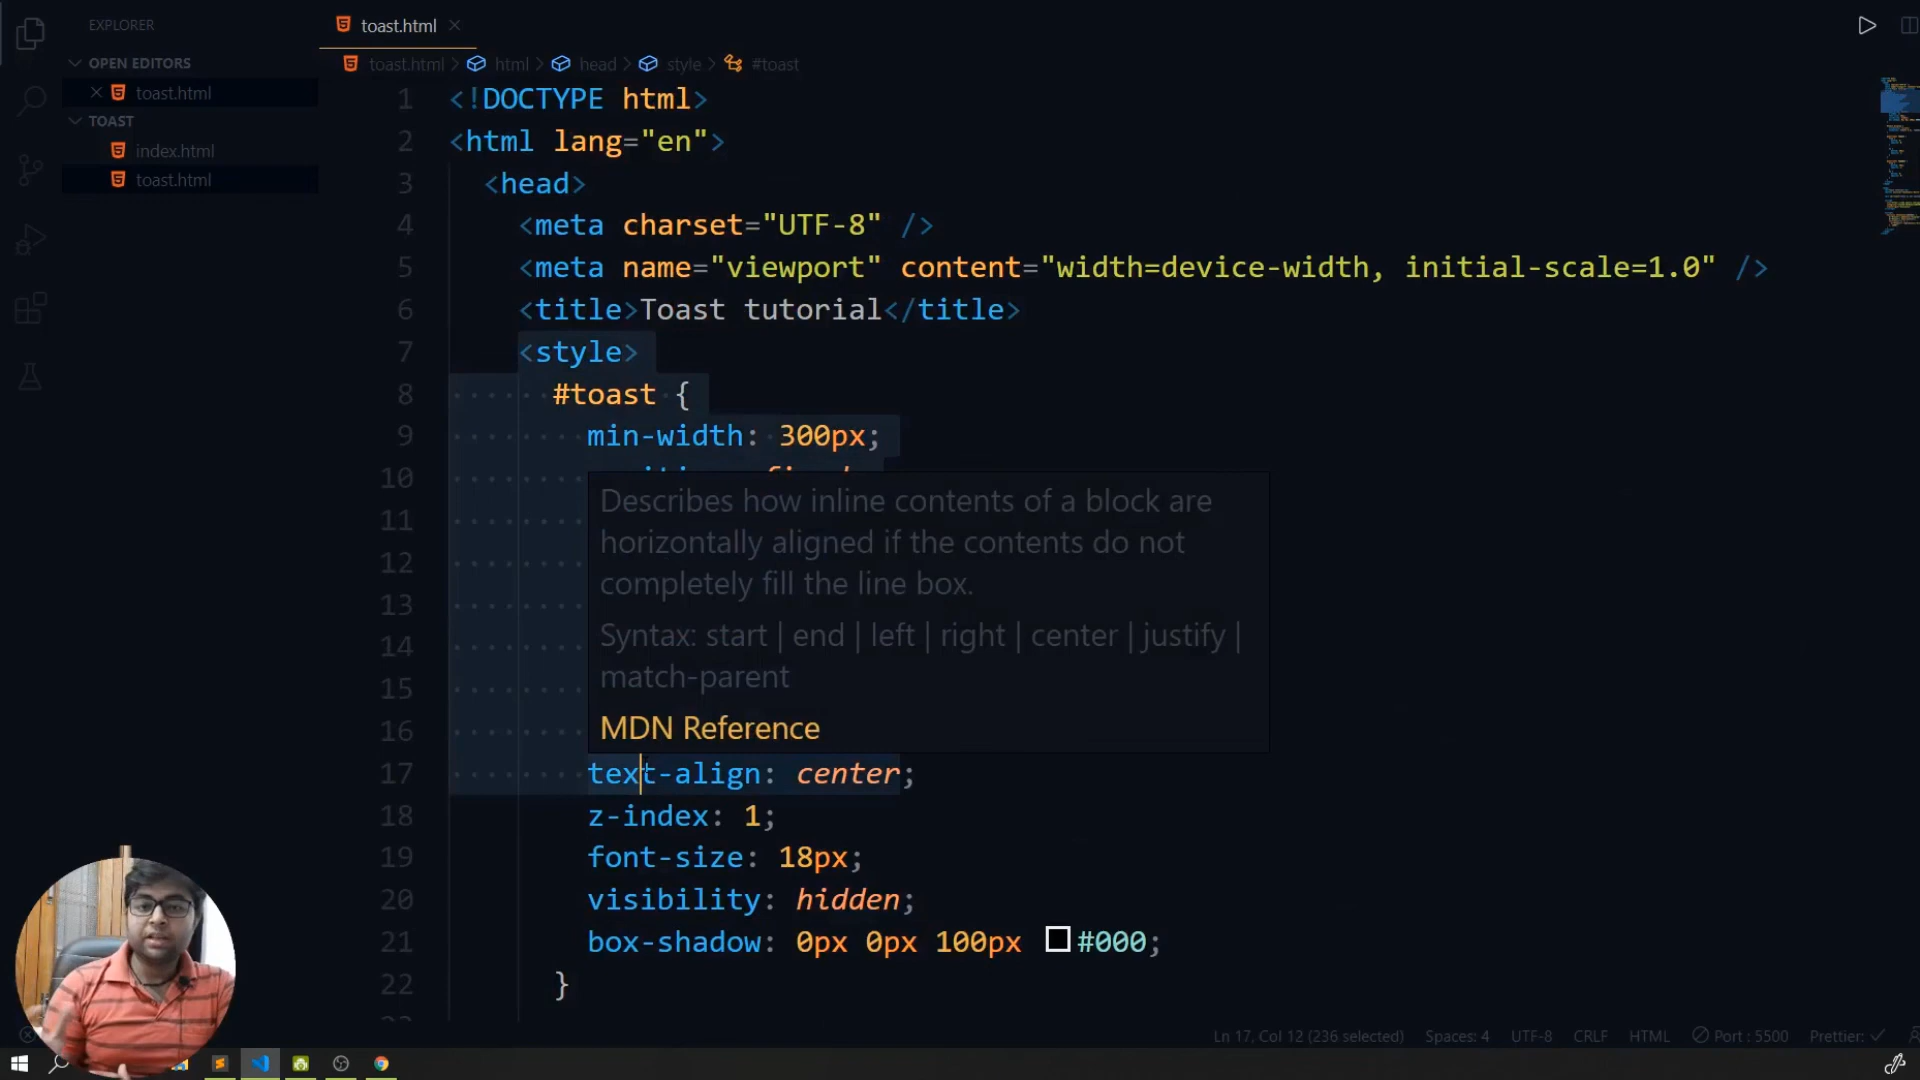 EXPLORER
OPEN EDITORS
toast.html
TOAST
index.html
toast.html
toast.html
toast.html html head style #toast
1 <!DOCTYPE html>
2 <html lang="en">
3 <head>
4 <meta charset="UTF-8" />
5 <meta name="viewport" content="width=device-width, initial-scale=1.0" />
6 <title>Toast tutorial</title>
7 <style>
8 #toast {
9 min-width: 300px;
10
11
12
13
14
15
16
Describes how inline contents of a block are
horizontally aligned if the contents do not
completely fill the line box.
Syntax: start | end | left | right | center | justify |
match-parent
MDN Reference
17 text-align: center;
18 z-index: 1;
19 font-size: 18px;
20 visibility: hidden;
21 box-shadow: 0px 0px 100px #000;
22 }
Ln 17, Col 12 (236 selected) Spaces: 4 UTF-8 CRLF HTML Port : 5500 Prettier: